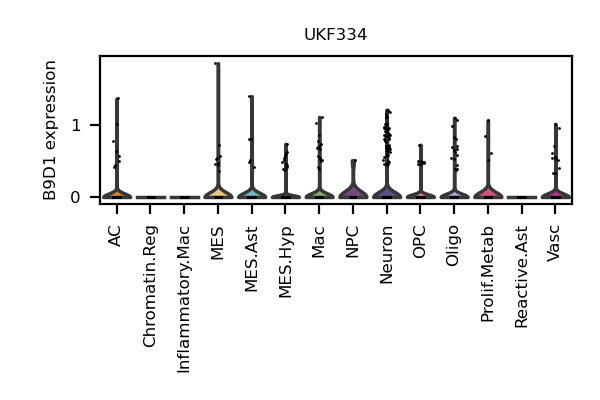 UKF334
B9D1 expression
1
0
AC
Chromatin.Reg
Inflammatory.Mac
MES
MES.Ast
MES.Hyp
Mac
NPC
Neuron
OPC
Oligo
Prolif.Metab
Reactive.Ast
Vasc